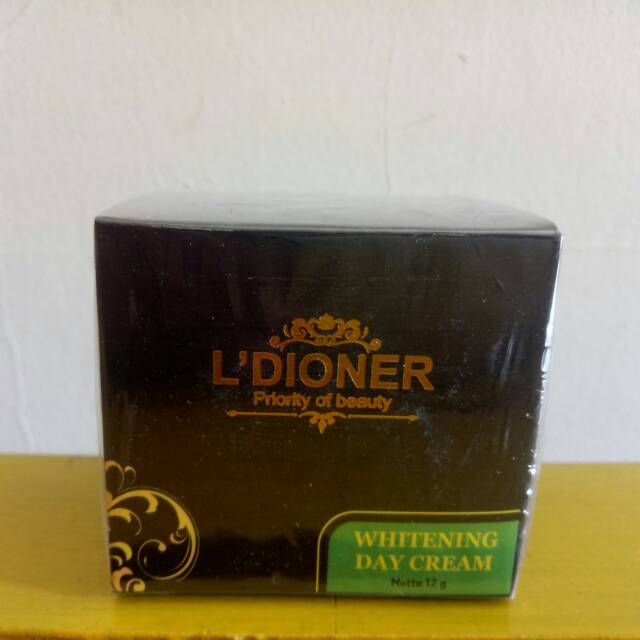 L'DIONER
Priority of beauty
WHITENING
DAY CREAM
Netto 12 g